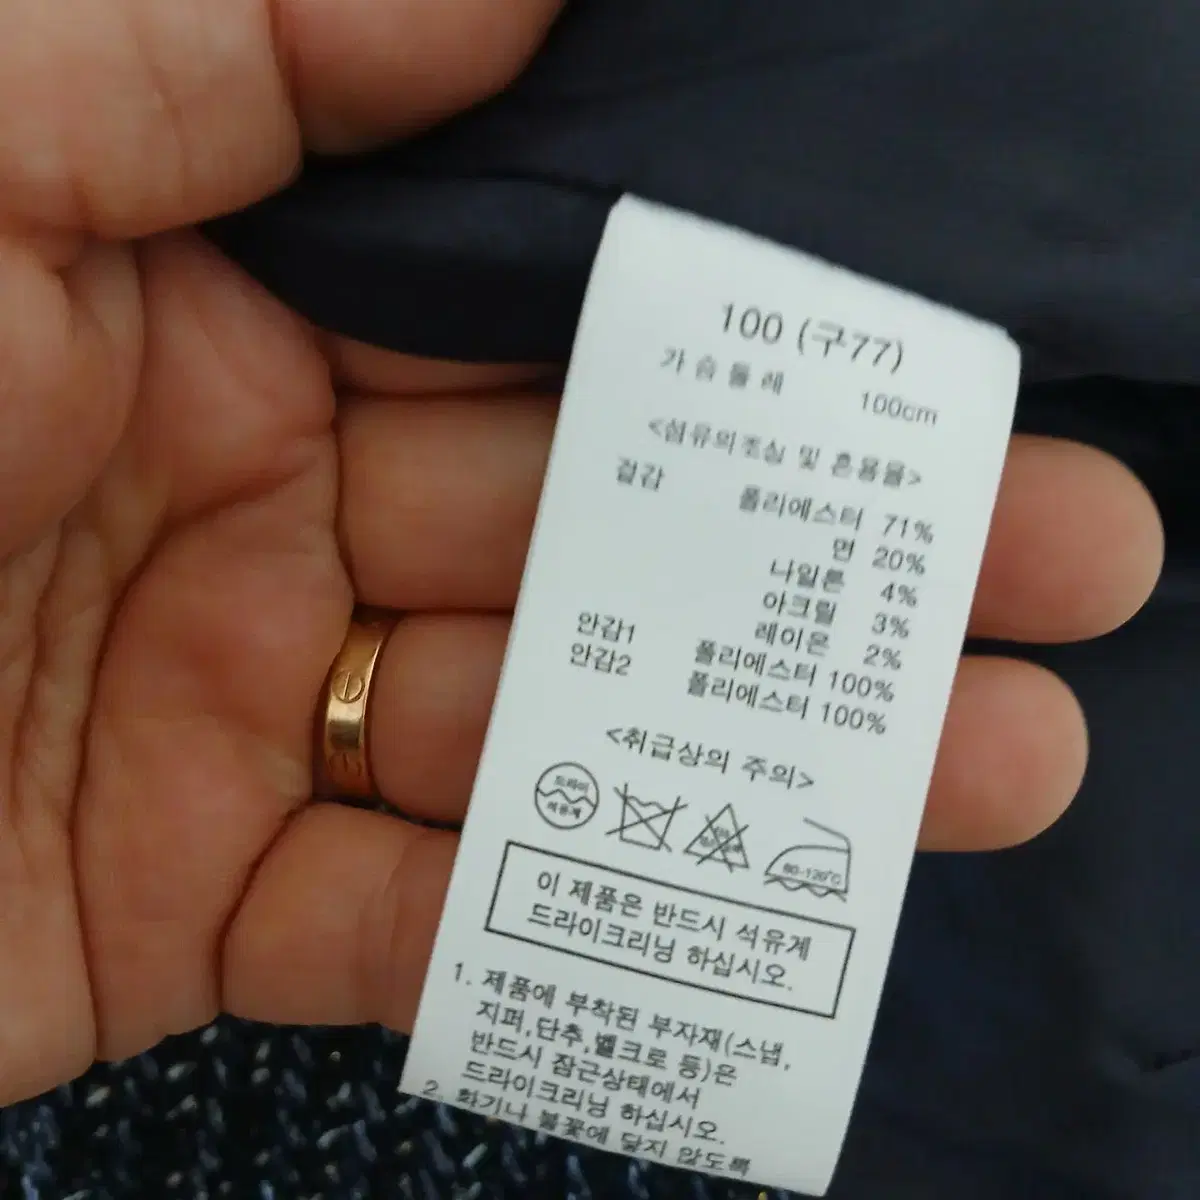 100 (구77)
가슴둘레 100cm
<섬유의조성 및 혼용율>
겉감 폴리에스터 71%
면 20%
나일론 4%
아크릴 3%
레이온 2%
안감1 폴리에스터 100%
안감2 폴리에스터 100%
<취급상의 주의>
드라이
석유계
80-120°C
이 제품은 반드시 석유계
드라이크리닝 하십시오.
1. 제품에 부착된 부자재(스냅,
지퍼,단추,벨크로 등)은
반드시 잠근상태에서
드라이크리닝 하십시오.
2. 화기나 불꽃에 닿지 않도록